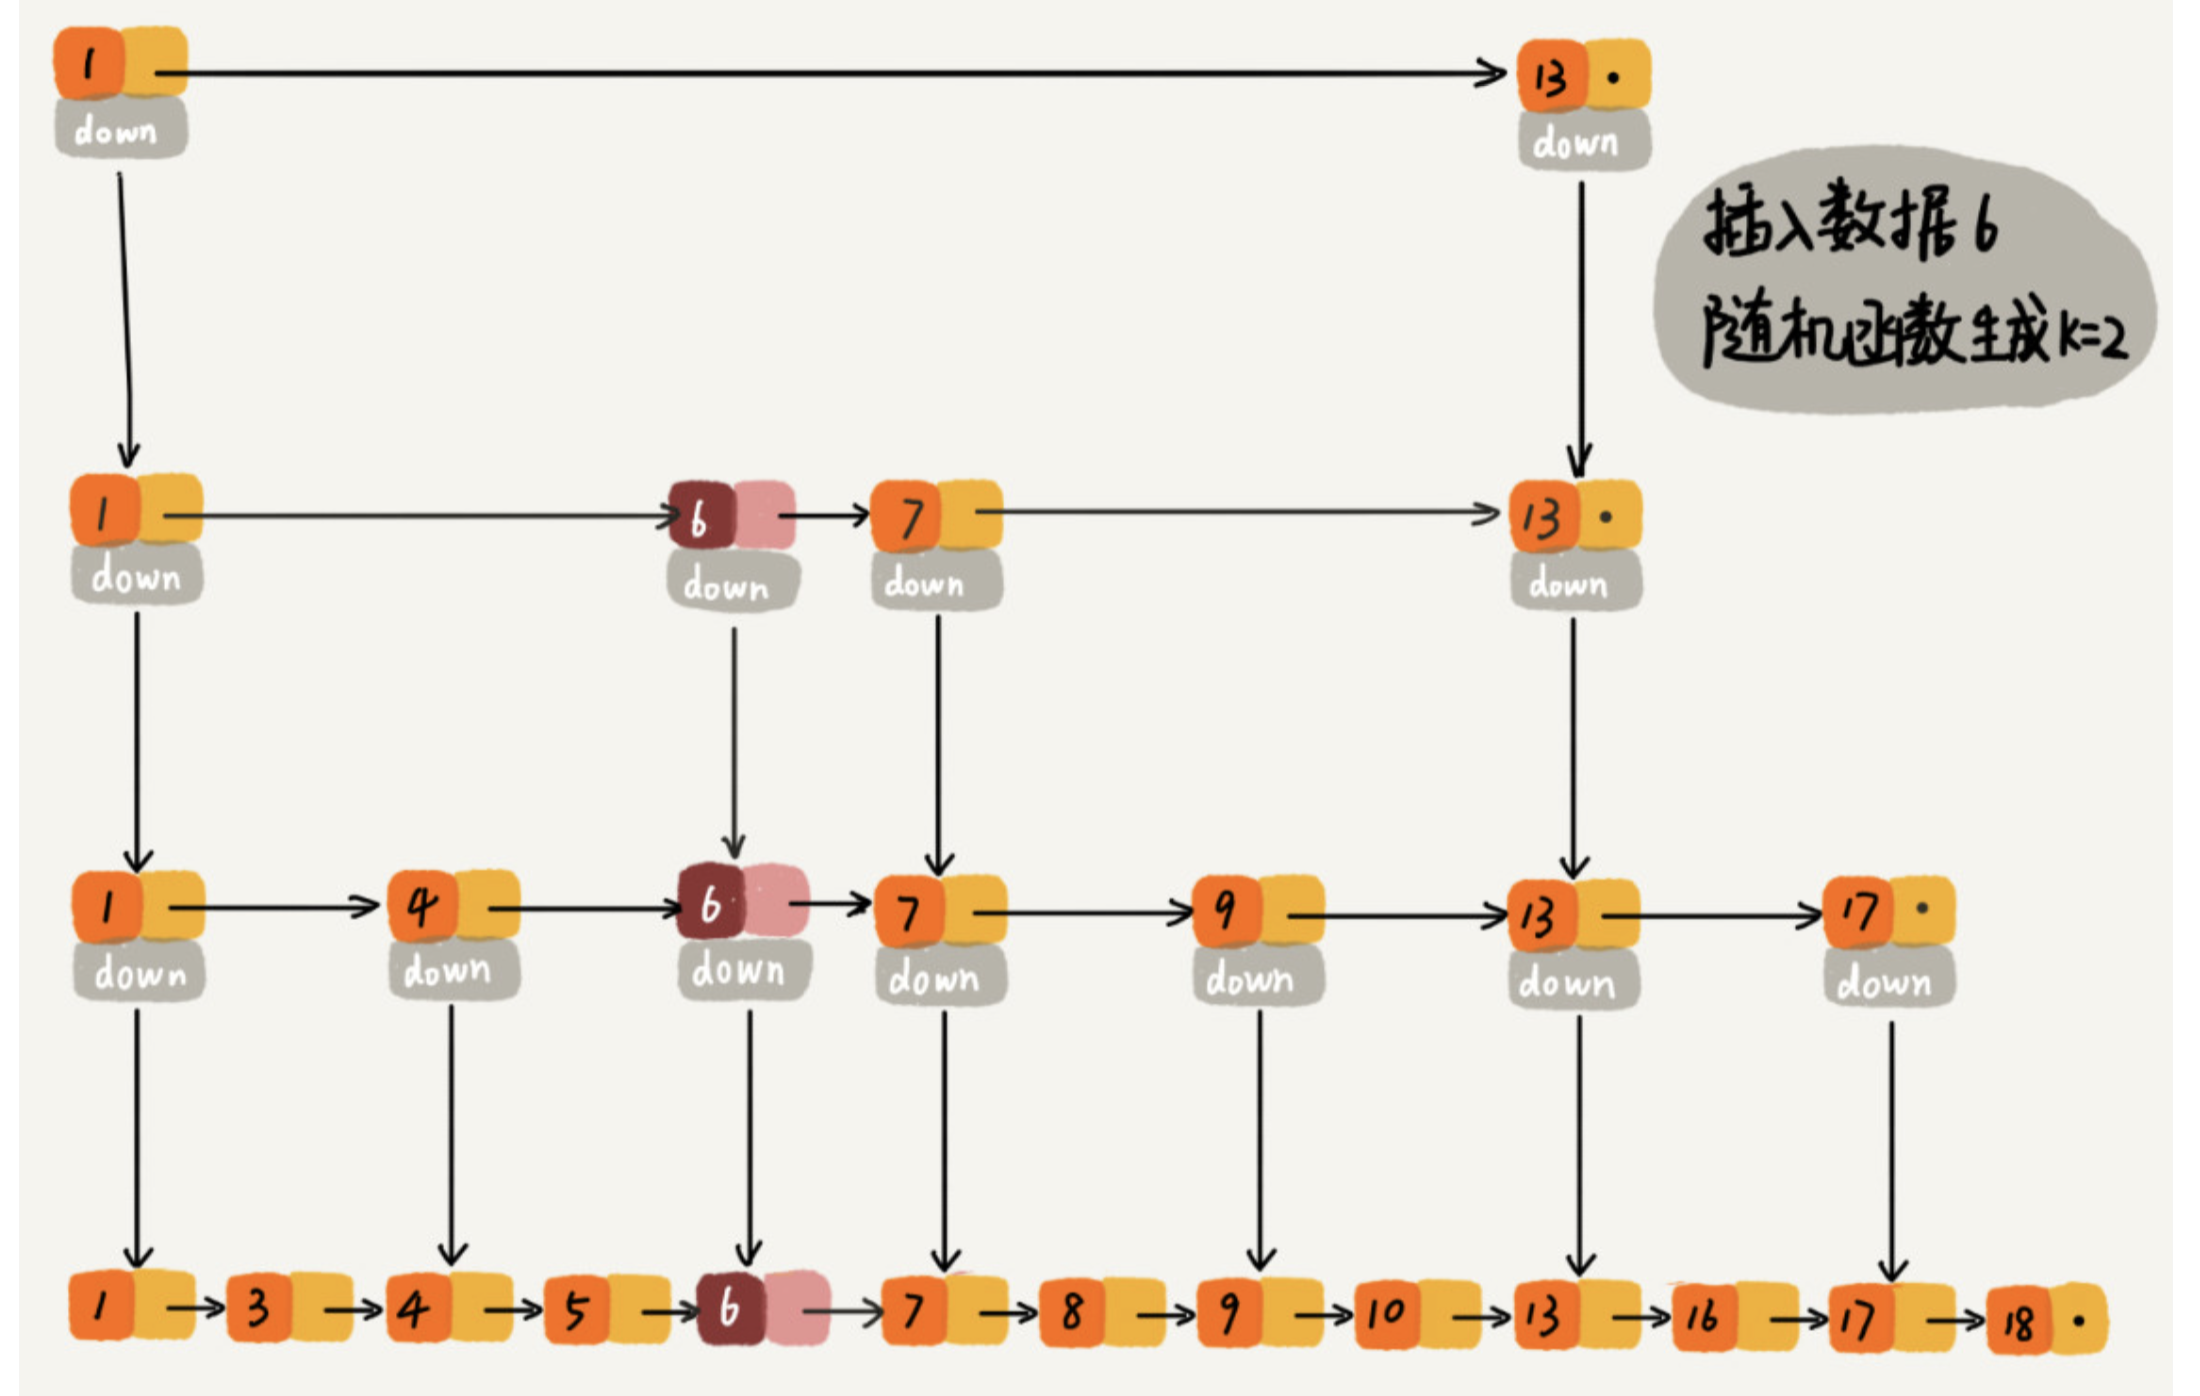 1 13
down down
插入数据6
随机函数生成k=2
1 6 7 13
down down down down
1 4 6 7 9 13 17
down down down down down down down
1 3 4 5 6 7 8 9 10 13 16 17 18